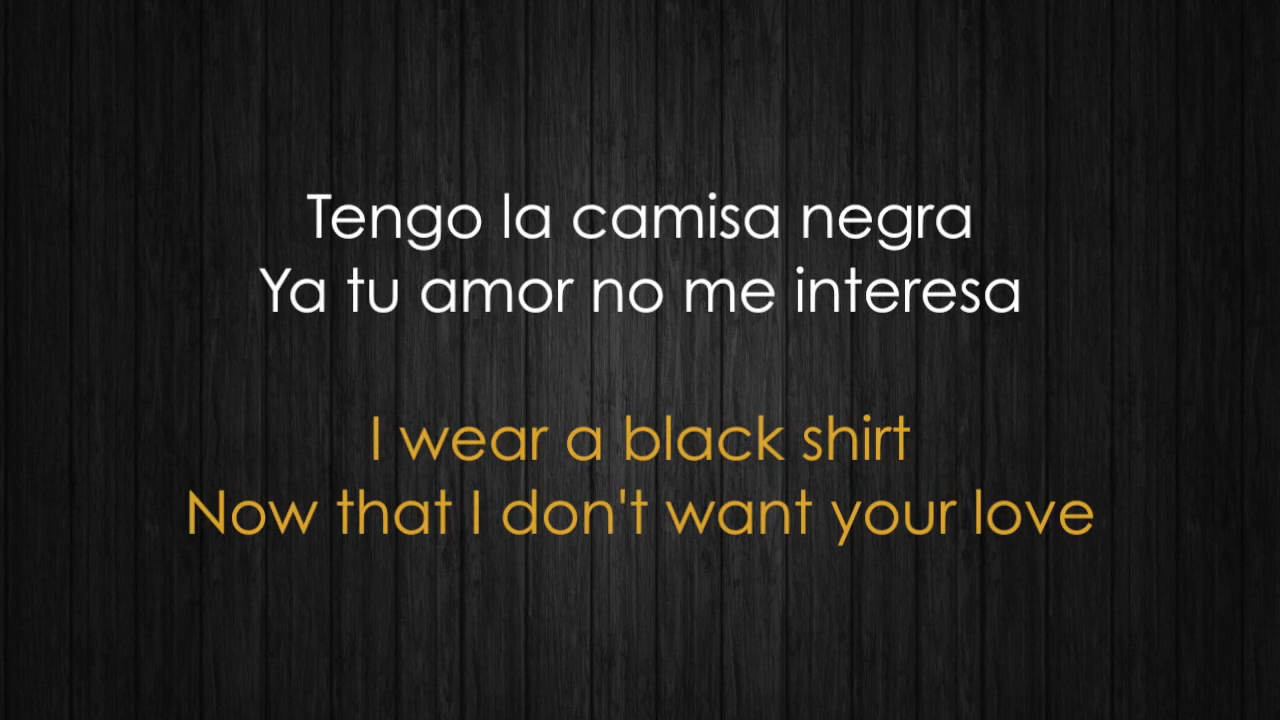 Tengo la camisa negra
Ya tu amor no me interesa
I wear a black shirt
Now that I don't want your love